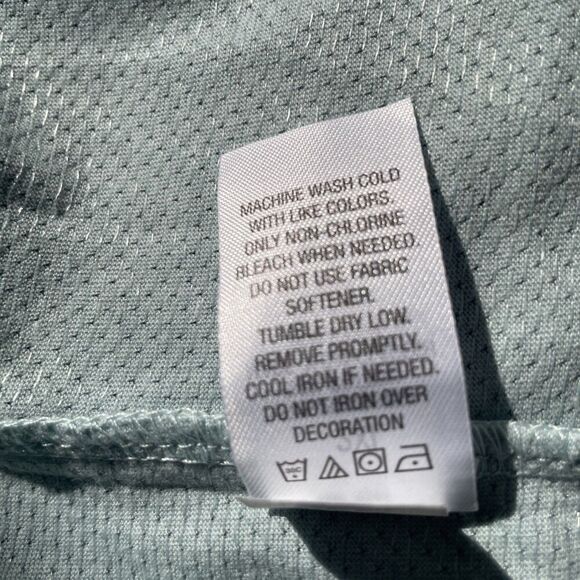 MACHINE WASH COLD
WITH LIKE COLORS.
ONLY NON-CHLORINE
BLEACH WHEN NEEDED.
DO NOT USE FABRIC
SOFTENER.
TUMBLE DRY LOW.
REMOVE PROMPTLY.
COOL IRON IF NEEDED.
DO NOT IRON OVER
DECORATION